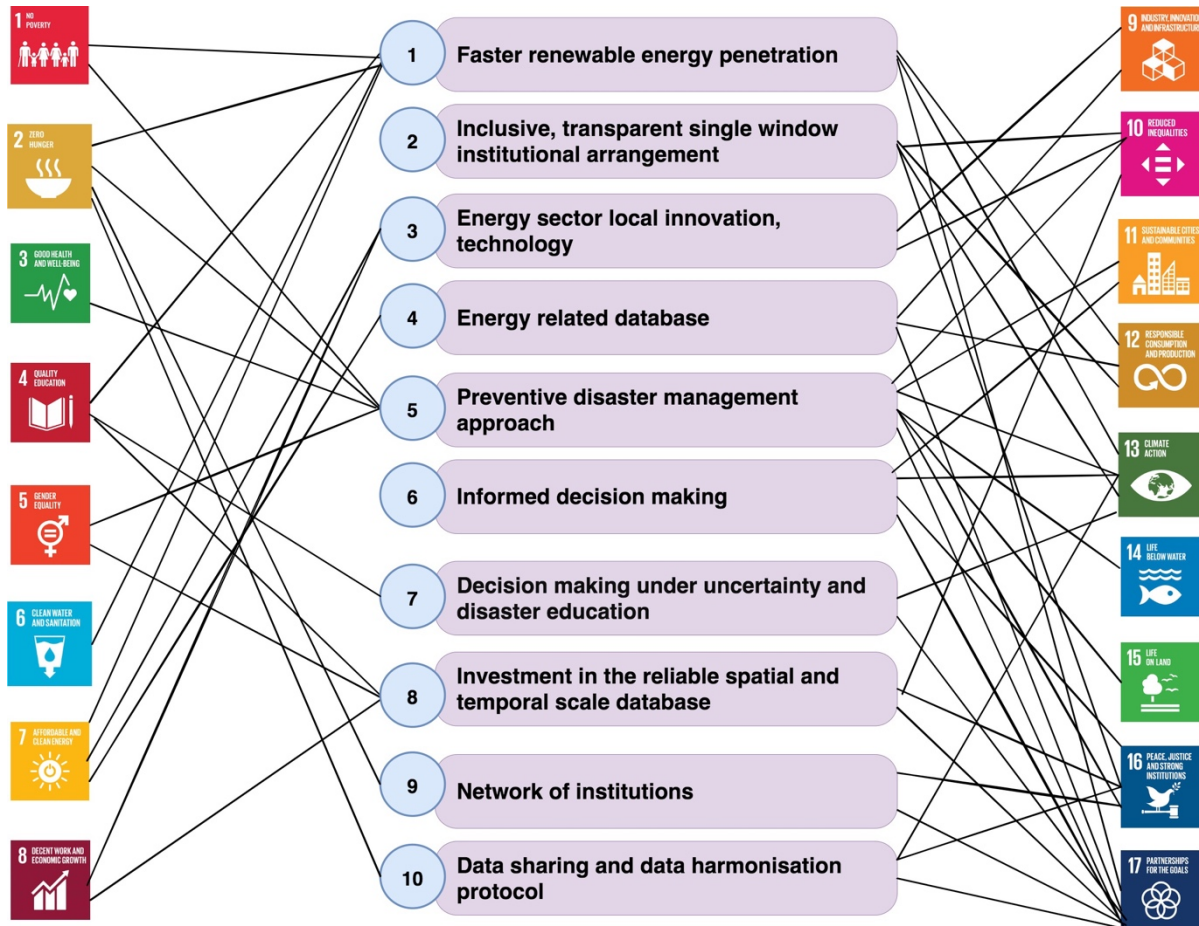 1 NO
POVERTY
2 ZERO
HUNGER
3 GOOD HEALTH
AND WELL-BEING
4 QUALITY
EDUCATION
5 GENDER
EQUALITY
6 CLEAN WATER
AND SANITATION
7 AFFORDABLE AND
CLEAN ENERGY
8 DECENT WORK AND
ECONOMIC GROWTH
1 Faster renewable energy penetration
2 Inclusive, transparent single window
institutional arrangement
3 Energy sector local innovation,
technology
4 Energy related database
5 Preventive disaster management
approach
6 Informed decision making
7 Decision making under uncertainty and
disaster education
8 Investment in the reliable spatial and
temporal scale database
9 Network of institutions
10 Data sharing and data harmonisation
protocol
9 INDUSTRY, INNOVATION
AND INFRASTRUCTURE
10 REDUCED
INEQUALITIES
11 SUSTAINABLE CITIES
AND COMMUNITIES
12 RESPONSIBLE
CONSUMPTION
AND PRODUCTION
13 CLIMATE
ACTION
14 LIFE
BELOW WATER
15 LIFE
ON LAND
16 PEACE, JUSTICE
AND STRONG
INSTITUTIONS
17 PARTNERSHIPS
FOR THE GOALS